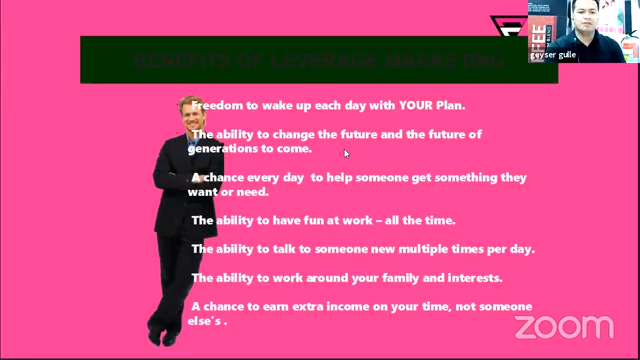 BENEFITS OF LEVERAGE MARKETING
Freedom to wake up each day with YOUR Plan.
The ability to change the future and the future of
generations to come.
A chance every day to help someone get something they
want or need.
The ability to have fun at work – all the time.
The ability to talk to someone new multiple times per day.
The ability to work around your family and interests.
A chance to earn extra income on your time, not someone
else's .
geyser guile
zoom